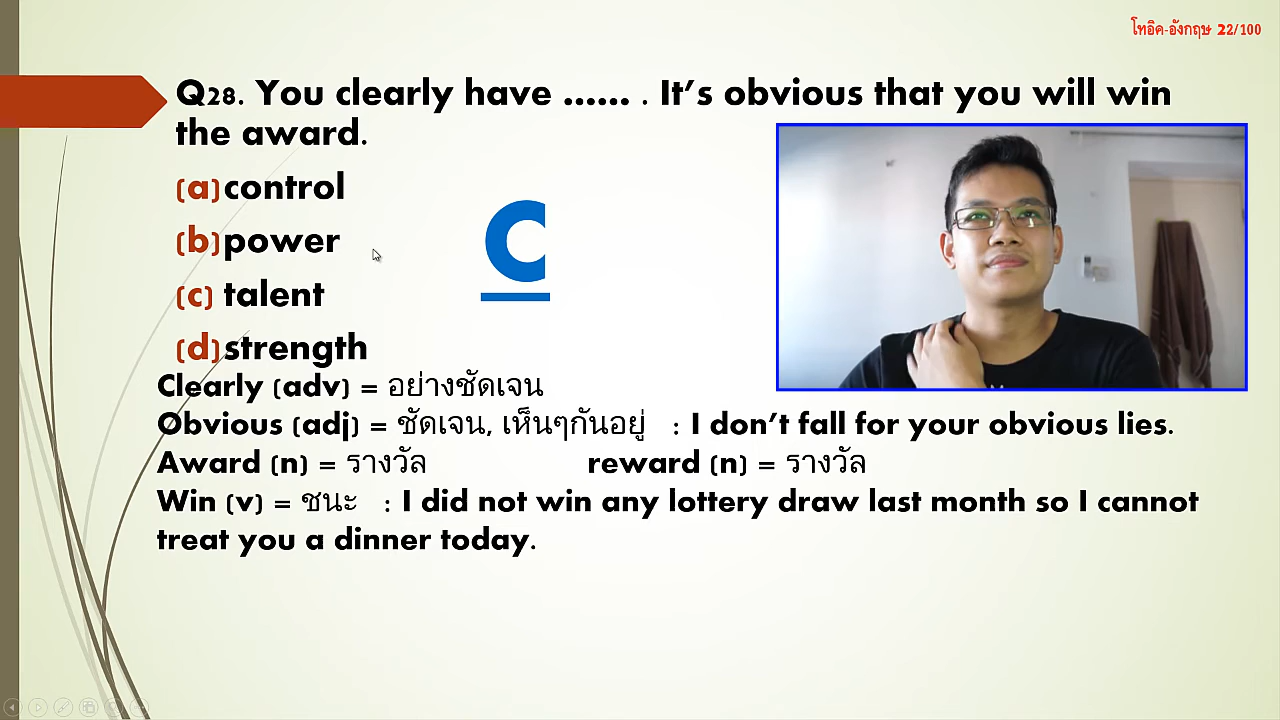 โทอิค-อังกฤษ 22/100
Q28. You clearly have ...... . It's obvious that you will win
the award.
(a)control
(b)power
(c) talent
(d)strength
C
Clearly (adv) = อย่างชัดเจน
Obvious (adj) = ชัดเจน, เห็นๆกันอยู่ : I don't fall for your obvious lies.
Award (n) = รางวัล reward (n) = รางวัล
Win (v) = ชนะ : I did not win any lottery draw last month so I cannot
treat you a dinner today.